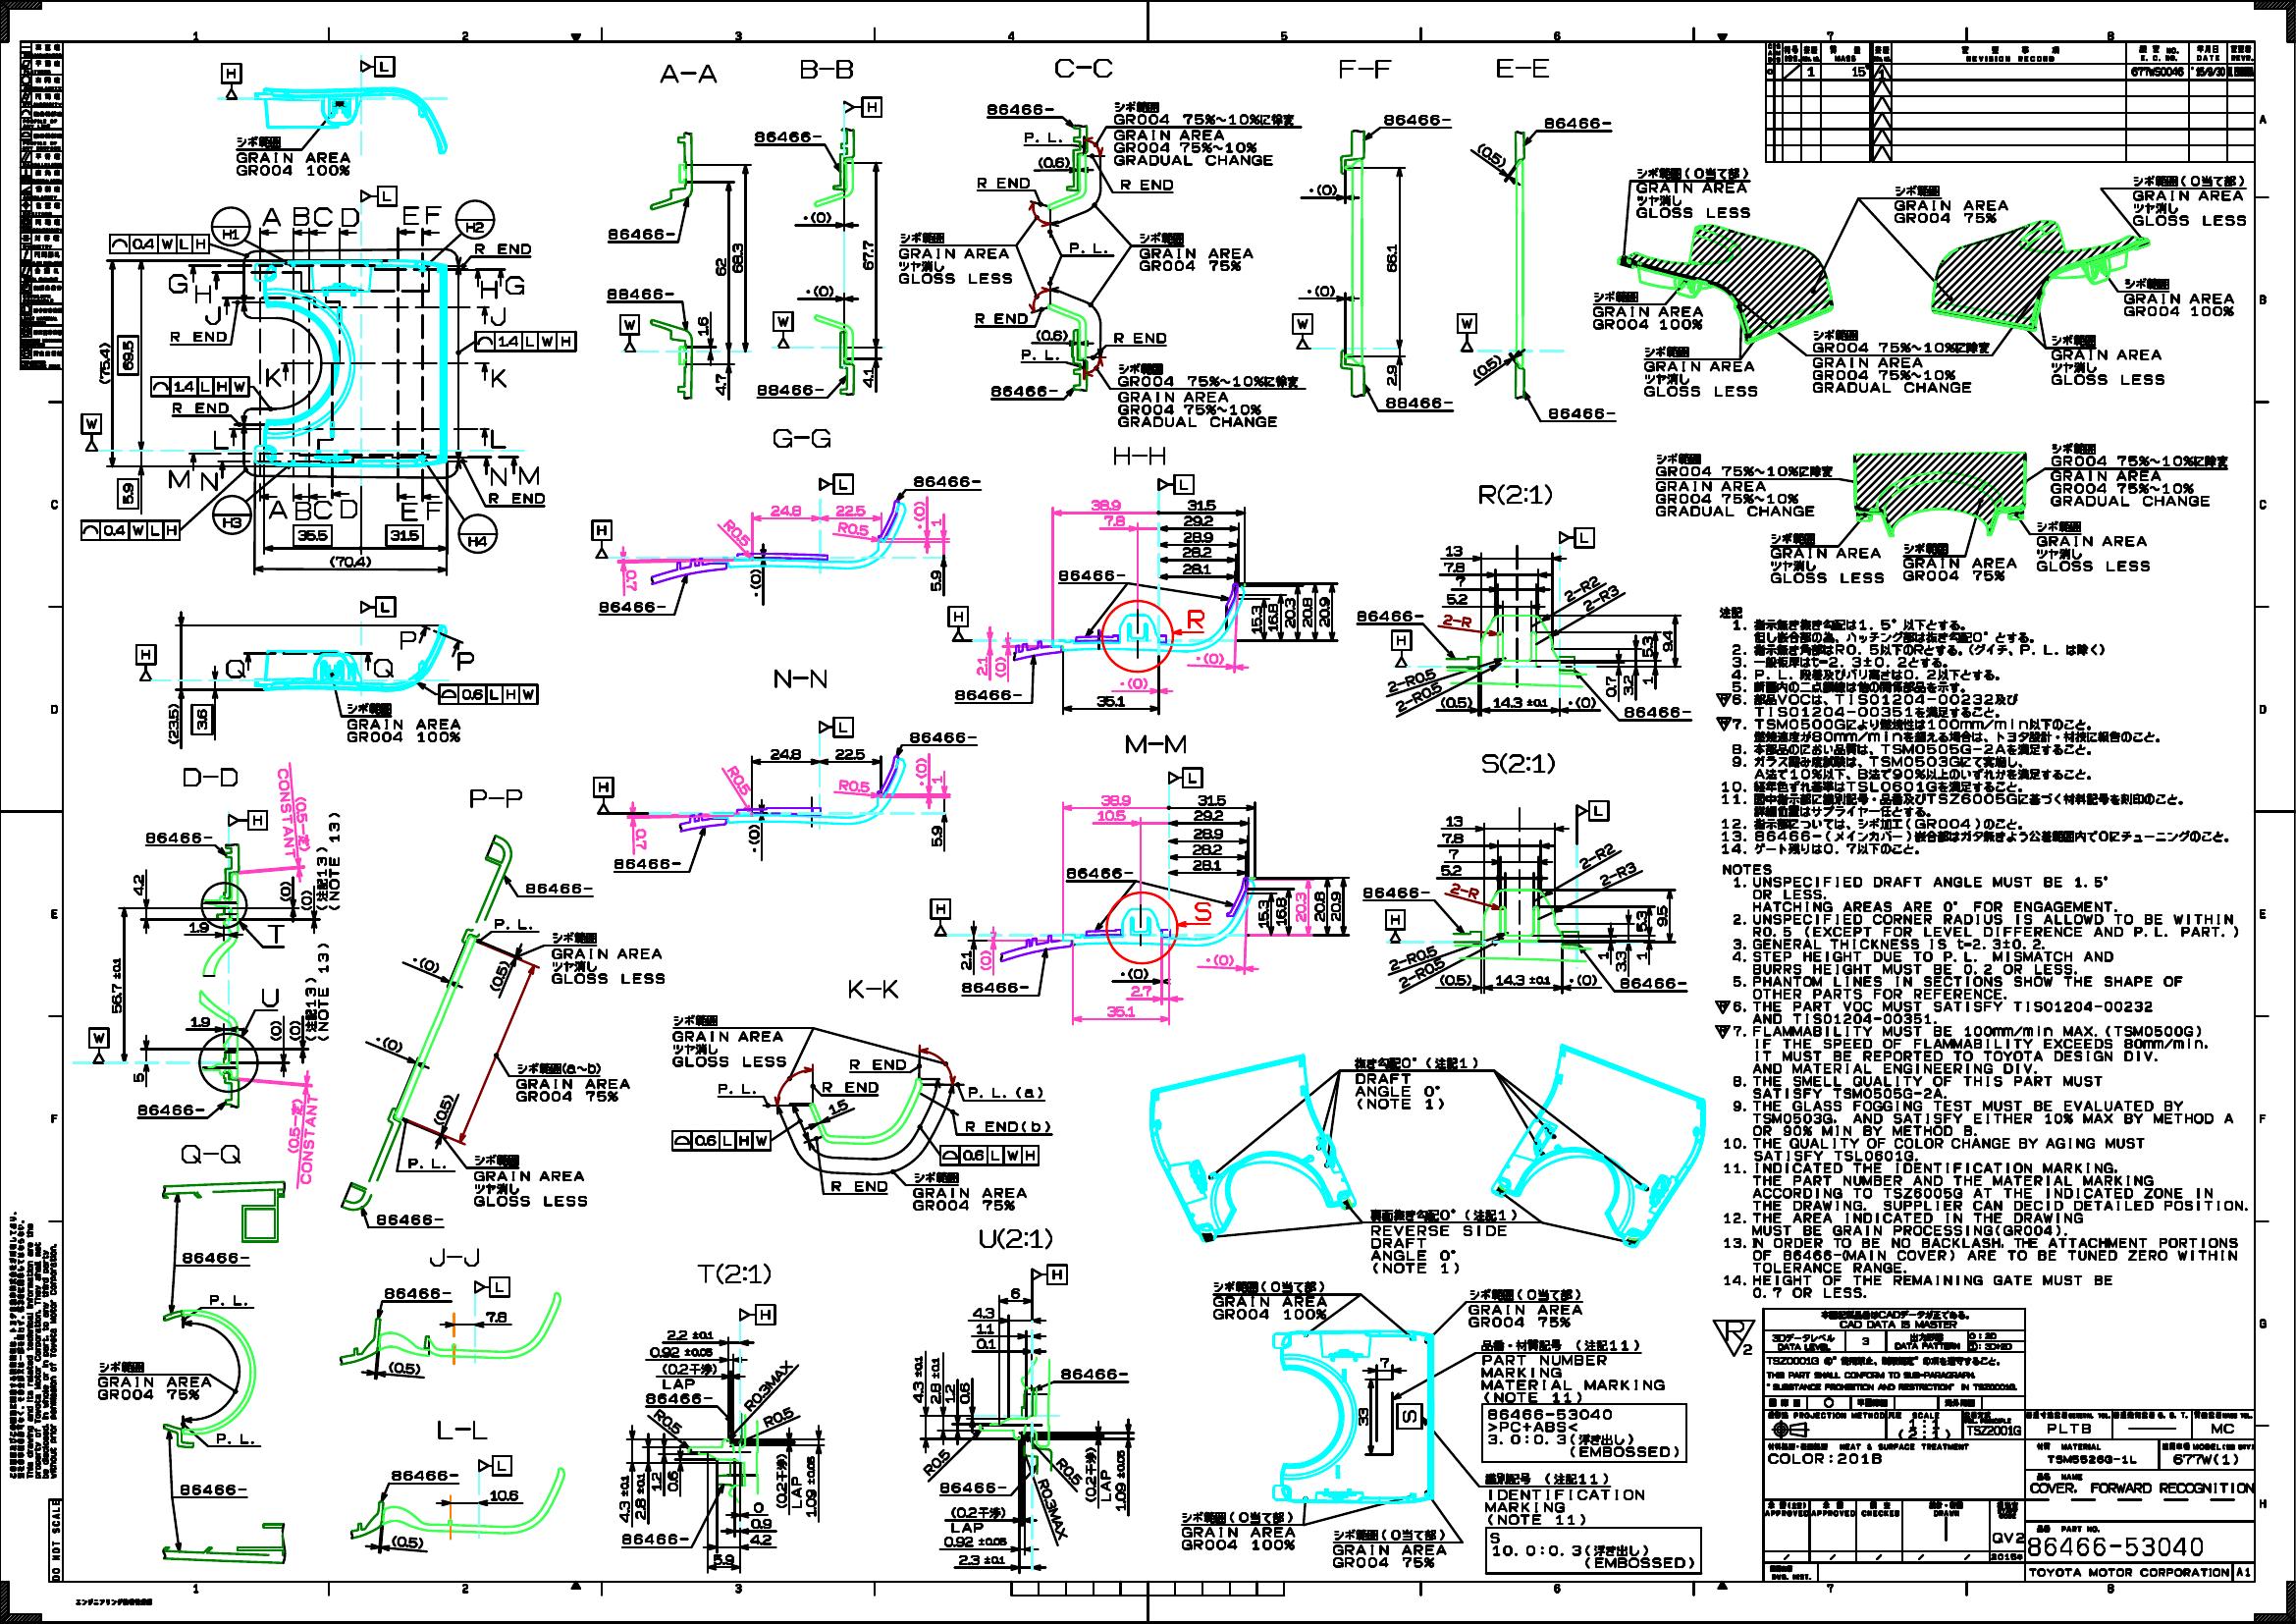 1 2 3 4 5 6 7 8
A-A
B-B
C-C
F-F
E-E
REVISION RECORD
MASS
DATE
1 15
677WS0046 '15/9/30
H
L
シボ範囲
GRAIN AREA
GR004 100%
H1
A B C D E F
H2
R END
0.4 W L H
G H J
H G
J
R END
1.4 L W H
K
K
1.4 L H W
R END
L
L
M N
N M
R END
W
(75.4)
69.5
5.9
0.4 W L H
H3
A B C D E F
H4
35.5
31.5
(70.4)
86466-
86466-
62
68.3
1.6
4.7
88466-
W
86466-
・(0)
67.7
・(0)
4.1
88466-
86466-
P. L.
(0.6)
R END
シボ範囲
GR004 75%~10%に徐変
GRAIN AREA
GR004 75%~10%
GRADUAL CHANGE
R END
シボ範囲
GRAIN AREA
ツヤ消し
GLOSS LESS
P. L.
シボ範囲
GRAIN AREA
GR004 75%
R END
(0.6)
P. L.
R END
86466-
シボ範囲
GR004 75%~10%に徐変
GRAIN AREA
GR004 75%~10%
GRADUAL CHANGE
86466-
・(0)
68.1
・(0)
2.9
88466-
86466-
(0.5)
(0.5)
86466-
シボ範囲(0当て部)
GRAIN AREA
ツヤ消し
GLOSS LESS
シボ範囲
GRAIN AREA
GR004 75%
シボ範囲(0当て部)
GRAIN AREA
ツヤ消し
GLOSS LESS
シボ範囲
GRAIN AREA
GR004 100%
シボ範囲
GRAIN AREA
GR004 100%
シボ範囲
GRAIN AREA
ツヤ消し
GLOSS LESS
シボ範囲
GR004 75%~10%に徐変
GRAIN AREA
GR004 75%~10%
GRADUAL CHANGE
シボ範囲
GRAIN AREA
ツヤ消し
GLOSS LESS
シボ範囲
GR004 75%~10%に徐変
GRAIN AREA
GR004 75%~10%
GRADUAL CHANGE
シボ範囲
GR004 75%~10%に徐変
GRAIN AREA
GR004 75%~10%
GRADUAL CHANGE
シボ範囲
GRAIN AREA
ツヤ消し
GLOSS LESS
シボ範囲
GRAIN AREA
GR004 75%
シボ範囲
GRAIN AREA
ツヤ消し
GLOSS LESS
G-G
86466-
24.8 22.5
R0.5
R0.5
・(0)
1
0.7
・(0)
5.9
86466-
H-H
38.9 31.5
7.8 29.2
28.9
28.2
28.1
86466-
R
15.3
16.8
20.3
20.8
20.9
2.1
(0)
86466-
・(0)
・(0)
35.1
R(2:1)
13
7.8
7
5.2
2-R2
2-R3
86466-
2-R
5.3
9.4
2-R0.5
2-R0.5
0.7
3.2
1
(0.5) 14.3 ±0.1 ・(0)
86466-
(23.5)
3.6
P
P
Q
Q
0.6 L H W
シボ範囲
GRAIN AREA
GR004 100%
N-N
86466-
24.8 22.5
R0.5
R0.5
・(0)
1
0.7
・(0)
5.9
86466-
M-M
38.9 31.5
10.5 29.2
28.9
28.2
28.1
86466-
S
15.3
16.8
20.3
20.8
20.9
2.1
(0)
86466-
・(0)
2.7
・(0)
35.1
S(2:1)
13
7.8
7
5.2
2-R2
2-R3
86466-
2-R
5.3
9.5
2-R0.5
2-R0.5
1
3.3
1
(0.5) 14.3 ±0.1 ・(0)
86466-
D-D
CONSTANT
86466-
4.2
1.9
T
(0)
(0)
(注記13)
(NOTE 13)
56.7 ±0.1
U
1.9
(0)
(0)
(注記13)
(NOTE 13)
5
86466-
CONSTANT
P-P
86466-
P. L.
シボ範囲
GRAIN AREA
ツヤ消し
GLOSS LESS
・(0)
(0.5)
・(0)
シボ範囲(a~b)
GRAIN AREA
GR004 75%
(0.5)
P. L.
シボ範囲
GRAIN AREA
ツヤ消し
GLOSS LESS
86466-
K-K
シボ範囲
GRAIN AREA
ツヤ消し
GLOSS LESS
R END
P. L.
R END
P. L. (a)
1.5
R END(b)
0.6 L H W
0.6 L W H
R END
シボ範囲
GRAIN AREA
GR004 75%
抜き勾配0°(注記1)
DRAFT
ANGLE 0°
(NOTE 1)
裏面抜き勾配0°(注記1)
REVERSE SIDE
DRAFT
ANGLE 0°
(NOTE 1)
Q-Q
86466-
P. L.
シボ範囲
GRAIN AREA
GR004 75%
P. L.
86466-
J-J
86466-
7.8
(0.5)
L-L
86466-
10.6
(0.5)
T(2:1)
2.2 ±0.1
0.92 ±0.05
(0.2干渉)
LAP
86466-
R0.3MAX
R0.5
R0.5
4.3 ±0.1
2.8 ±0.1
1.2
0.6
(0.2干渉)
LAP
1.09 ±0.05
86466-
0
0.9
4.2
5.9
U(2:1)
6
4.3
1.1
0.1
86466-
4.3 ±0.1
2.8 ±0.1
1.2
0.6
R0.5
R0.5
86466-
R0.3MAX
(0.2干渉)
LAP
1.09 ±0.05
(0.2干渉)
LAP
0.92 ±0.05
2.3 ±0.1
シボ範囲(0当て部)
GRAIN AREA
GR004 100%
シボ範囲(0当て部)
GRAIN AREA
GR004 75%
7
33
S
品番・材質記号 (注記11)
PART NUMBER
MARKING
MATERIAL MARKING
(NOTE 11)
86466-53040
>PC+ABS<
3. 0:0. 3(浮き出し)
(EMBOSSED)
識別記号 (注記11)
IDENTIFICATION
MARKING
(NOTE 11)
S
10. 0:0. 3(浮き出し)
(EMBOSSED)
シボ範囲(0当て部)
GRAIN AREA
GR004 100%
シボ範囲(0当て部)
GRAIN AREA
GR004 75%
注記
1. 指示無き抜き勾配は1. 5°以下とする。
但し嵌合部の為、ハッチング部は抜き勾配0°とする。
2. 指示無き角部はR0. 5以下のRとする。(グイチ、P. L. は除く)
3. 一般板厚はt=2. 3±0. 2とする。
4. P. L. 段差及びバリ高さは0. 2以下とする。
5. 断面内の二点鎖線は他の関係部品を示す。
6. 部品VOCは、TIS01204-00232及び
TIS01204-00351を満足すること。
7. TSM0500Gにより燃焼性は100mm/min以下のこと。
燃焼速度が80mm/minを超える場合は、トヨタ設計・材技に報告のこと。
8. 本部品のにおい品質は、TSM0505G-2Aを満足すること。
9. ガラス曇り度試験は、TSM0503Gにて実施し、
A法で10%以下、B法で90%以上のいずれかを満足すること。
10. 経年色ずれ基準はTSL0601Gを満足すること。
11. 図中指示部に識別記号・品番及びTSZ6005Gに基づく材料記号を刻印のこと。
詳細位置はサプライヤー任とする。
12. 指示部については、シボ加工(GR004)のこと。
13. 86466-(メインカバー)嵌合部はガタ無きよう公差範囲内で0にチューニングのこと。
14. ゲート残りは0. 7以下のこと。
NOTES
1. UNSPECIFIED DRAFT ANGLE MUST BE 1. 5°
OR LESS.
HATCHING AREAS ARE 0° FOR ENGAGEMENT.
2. UNSPECIFIED CORNER RADIUS IS ALLOWD TO BE WITHIN
R0. 5 (EXCEPT FOR LEVEL DIFFERENCE AND P. L. PART. )
3. GENERAL THICKNESS IS t=2. 3±0. 2.
4. STEP HEIGHT DUE TO P. L. MISMATCH AND
BURRS HEIGHT MUST BE 0. 2 OR LESS.
5. PHANTOM LINES IN SECTIONS SHOW THE SHAPE OF
OTHER PARTS FOR REFERENCE.
6. THE PART VOC MUST SATISFY TIS01204-00232
AND TIS01204-00351.
7. FLAMMABILITY MUST BE 100mm/min MAX. (TSM0500G)
IF THE SPEED OF FLAMMABILITY EXCEEDS 80mm/min.
IT MUST BE REPORTED TO TOYOTA DESIGN DIV.
AND MATERIAL ENGINEERING DIV.
8. THE SMELL QUALITY OF THIS PART MUST
SATISFY TSM0505G-2A.
9. THE GLASS FOGGING TEST MUST BE EVALUATED BY
TSM0503G. AND SATISFY EITHER 10% MAX BY METHOD A
OR 90% MIN BY METHOD B.
10. THE QUALITY OF COLOR CHANGE BY AGING MUST
SATISFY TSL0601G.
11. INDICATED THE IDENTIFICATION MARKING.
THE PART NUMBER AND THE MATERIAL MARKING
ACCORDING TO TSZ6005G AT THE INDICATED ZONE IN
THE DRAWING. SUPPLIER CAN DECID DETAILED POSITION.
12. THE AREA INDICATED IN THE DRAWING
MUST BE GRAIN PROCESSING(GR004).
13. IN ORDER TO BE NO BACKLASH, THE ATTACHMENT PORTIONS
OF 86466-(MAIN COVER) ARE TO BE TUNED ZERO WITHIN
TOLERANCE RANGE.
14. HEIGHT OF THE REMAINING GATE MUST BE
0. 7 OR LESS.
R 2
CAD DATA IS MASTER
3Dデータレベル
DATA LEVEL 3
DATA PATTERN
THIS PART SHALL CONFORM TO SUB-PARAGRAPH
"SUBSTANCE PROHIBITION AND RESTRICTION" IN TSZ0001G.
PROJECTION METHOD
SCALE
1:1
(2:1)
TSZ2001G
PLTB
MC
HEAT & SURFACE TREATMENT
COLOR:201B
材質 MATERIAL
TSM5526G-1L
677W(1)
品名 NAME
COVER, FORWARD RECOGNITION
APPROVED APPROVED CHECKED DRAWN
QV2
品番 PART NO.
86466-53040
TOYOTA MOTOR CORPORATION A1
DO NOT SCALE
This drawing and its related technical information are the
property of Toyota Motor Corporation. They shall not
be disclosed, in whole or in part, to any third party
without prior permission of Toyota Motor Corporation.